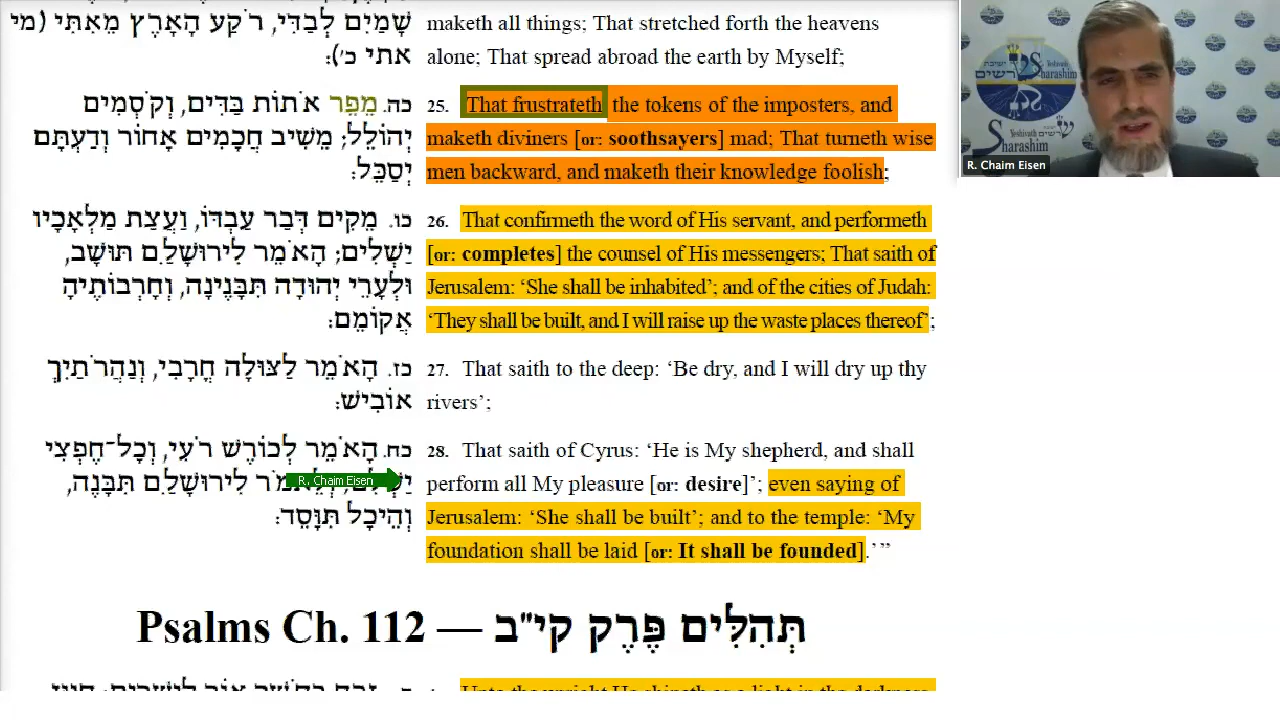 שָׁמַיִם לְבַדִּי, רֹקַע הָאָרֶץ מֵאִתִּי (מי
אתי כ'):
maketh all things; That stretched forth the heavens
alone; That spread abroad the earth by Myself;
כה. מֵפֵר אֹתוֹת בַּדִּים, וְקֹסְמִים
יְהוֹלֵל; מֵשִׁיב חֲכָמִים אָחוֹר וְדַעְתָּם
יְסַכֵּל:
25. That frustrateth the tokens of the imposters, and
maketh diviners [or: soothsayers] mad; That turneth wise
men backward, and maketh their knowledge foolish;
כו. מֵקִים דְּבַר עַבְדּוֹ, וַעֲצַת מַלְאָכָיו
יַשְׁלִים; הָאֹמֵר לִירוּשָׁלִַם תּוּשָׁב,
וּלְעָרֵי יְהוּדָה תִּבָּנֶינָה, וְחָרְבוֹתֶיהָ
אֲקוֹמֵם:
26. That confirmeth the word of His servant, and performeth
[or: completes] the counsel of His messengers; That saith of
Jerusalem: ‘She shall be inhabited’; and of the cities of Judah:
‘They shall be built, and I will raise up the waste places thereof’;
כז. הָאֹמֵר לַצּוּלָה חֳרָבִי, וְנַהֲרֹתַיִךְ
אוֹבִישׁ:
27. That saith to the deep: ‘Be dry, and I will dry up thy
rivers’;
כח. הָאֹמֵר לְכוֹרֶשׁ רֹעִי, וְכָל־חֶפְצִי
יַשְׁלִם, וְלֵאמֹר לִירוּשָׁלִַם תִּבָּנֶה,
וְהֵיכָל תִּוָּסֵד:
R. Chaim Eisen
28. That saith of Cyrus: ‘He is My shepherd, and shall
perform all My pleasure [or: desire]’; even saying of
Jerusalem: ‘She shall be built’; and to the temple: ‘My
foundation shall be laid [or: It shall be founded].’”
Psalms Ch. 112 — תְּהִלִּים פֶּרֶק קי"ב
ישיבת
שרשים
Yeshivath
Sharashim
R. Chaim Eisen